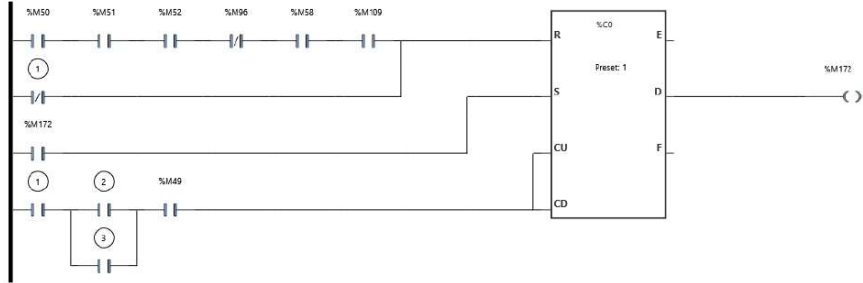 %M50 %M51 %M52 %M96 %M58 %M109
%C0
R E
1
Preset: 1
%M172
S D
%M172
CU F
1 2 %M49
CD
3